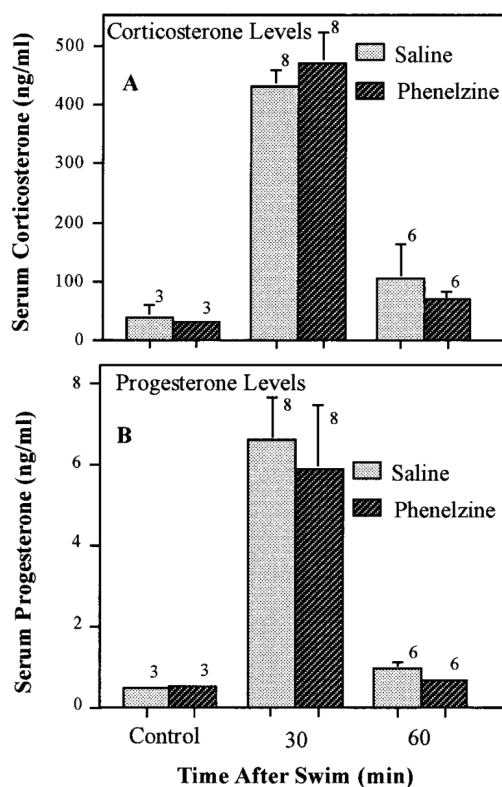 Corticosterone Levels
A
Saline
Phenelzine
Serum Corticosterone (ng/ml)
500
400
300
200
100
0
3
3
8
8
6
6
Progesterone Levels
B
Saline
Phenelzine
Serum Progesterone (ng/ml)
8
6
4
2
0
3
3
8
8
6
6
Control
30
60
Time After Swim (min)